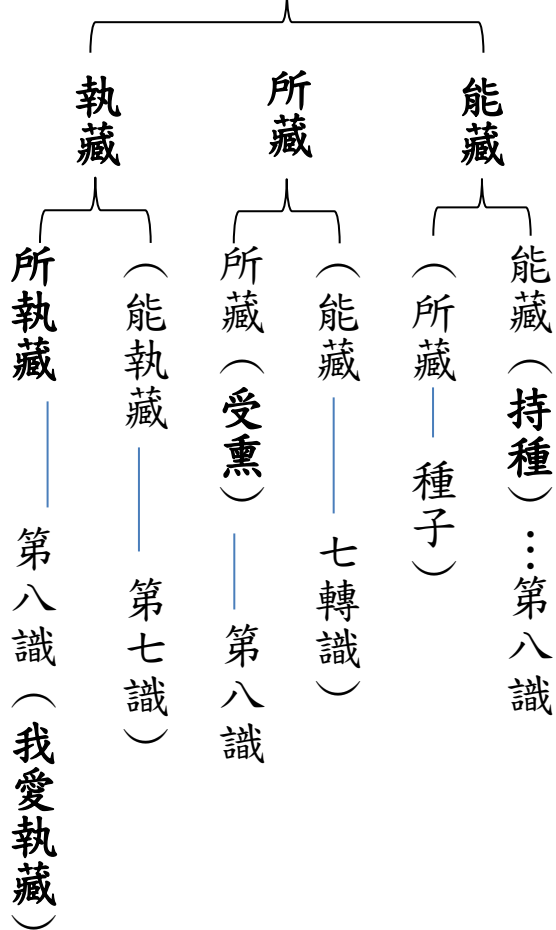 能藏
能藏（持種）…第八識
（所藏 種子）
所藏
（能藏 七轉識）
所藏（受熏） 第八識
執藏
（能執藏 第七識）
所執藏 第八識（我愛執藏）